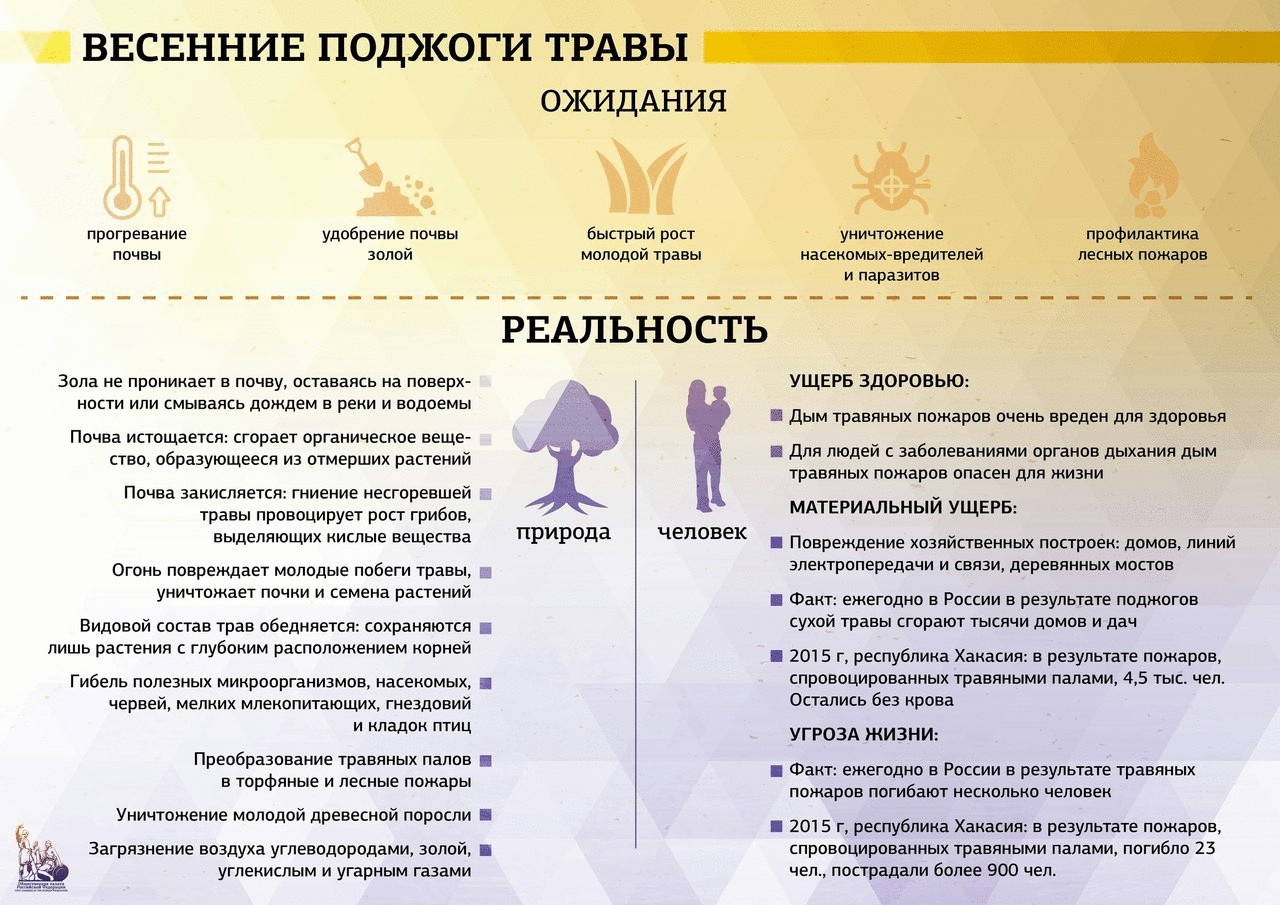 ВЕСЕННИЕ ПОДЖОГИ ТРАВЫ
ОЖИДАНИЯ
прогревание
почвы
удобрение почвы
золой
быстрый рост
молодой травы
уничтожение
насекомых-вредителей
и паразитов
профилактика
лесных пожаров
РЕАЛЬНОСТЬ
Зола не проникает в почву, оставаясь на поверх-
ности или смываясь дождем в реки и водоемы
Почва истощается: сгорает органическое веще-
ство, образующееся из отмерших растений
Почва закисляется: гниение несгоревшей
травы провоцирует рост грибов,
выделяющих кислые вещества
Огонь повреждает молодые побеги травы,
уничтожает почки и семена растений
Видовой состав трав обедняется: сохраняются
лишь растения с глубоким расположением корней
Гибель полезных микроорганизмов, насекомых,
червей, мелких млекопитающих, гнездовий
и кладок птиц
Преобразование травяных палов
в торфяные и лесные пожары
Уничтожение молодой древесной поросли
Загрязнение воздуха углеводородами, золой,
углекислым и угарным газами
природа
человек
УЩЕРБ ЗДОРОВЬЮ:
Дым травяных пожаров очень вреден для здоровья
Для людей с заболеваниями органов дыхания дым
травяных пожаров опасен для жизни
МАТЕРИАЛЬНЫЙ УЩЕРБ:
Повреждение хозяйственных построек: домов, линий
электропередачи и связи, деревянных мостов
Факт: ежегодно в России в результате поджогов
сухой травы сгорают тысячи домов и дач
2015 г, республика Хакасия: в результате пожаров,
спровоцированных травяными палами, 4,5 тыс. чел.
Остались без крова
УГРОЗА ЖИЗНИ:
Факт: ежегодно в России в результате травяных
пожаров погибают несколько человек
2015 г, республика Хакасия: в результате пожаров,
спровоцированных травяными палами, погибло 23
чел., пострадали более 900 чел.
Общественная палата
Российской Федерации